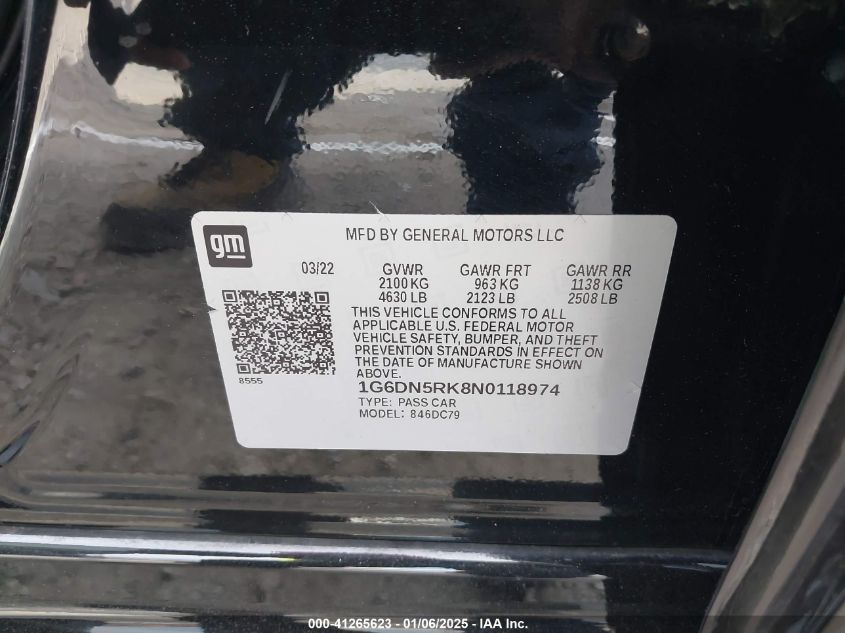 gm
MFD BY GENERAL MOTORS LLC
03/22 GVWR GAWR FRT GAWR RR
2100 KG 963 KG 1138 KG
4630 LB 2123 LB 2508 LB
THIS VEHICLE CONFORMS TO ALL
APPLICABLE U.S. FEDERAL MOTOR
VEHICLE SAFETY, BUMPER, AND THEFT
PREVENTION STANDARDS IN EFFECT ON
THE DATE OF MANUFACTURE SHOWN
ABOVE.
8555
1G6DN5RK8N0118974
TYPE: PASS CAR
MODEL: 846DC79
000-41265623 - 01/06/2025 - IAA Inc.